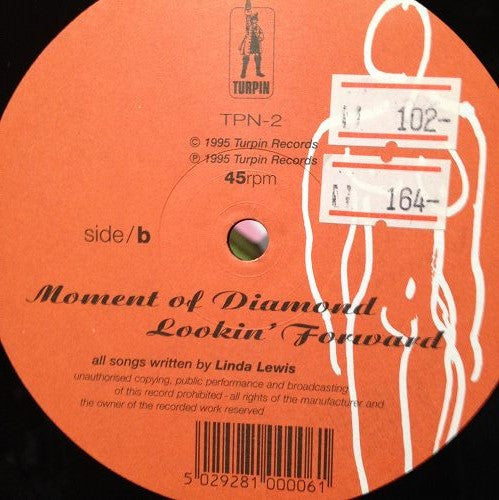 TURPIN
TPN-2
© 1995 Turpin Records
℗ 1995 Turpin Records
45rpm
102-
164-
side/b
Moment of Diamond
Lookin' Forward
all songs written by Linda Lewis
unauthorised copying, public performance and broadcasting
of this record prohibited - all rights of the manufacturer and
the owner of the recorded work reserved
5 029281 000061